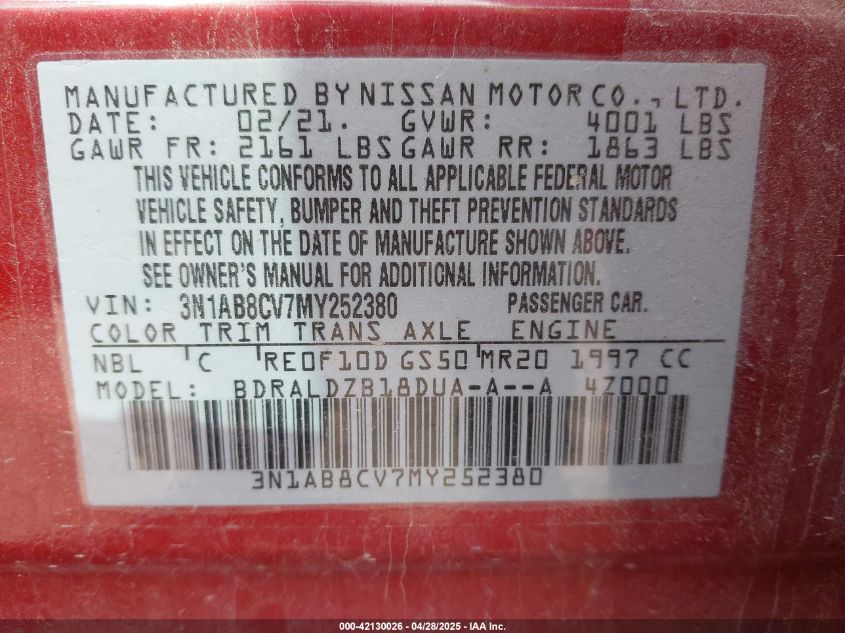 MANUFACTURED BY NISSAN MOTOR CO., LTD.
DATE: 02/21. GVWR: 4001 LBS
GAWR FR: 2161 LBS GAWR RR: 1863 LBS
THIS VEHICLE CONFORMS TO ALL APPLICABLE FEDERAL MOTOR
VEHICLE SAFETY, BUMPER AND THEFT PREVENTION STANDARDS
IN EFFECT ON THE DATE OF MANUFACTURE SHOWN ABOVE.
SEE OWNER'S MANUAL FOR ADDITIONAL INFORMATION.
VIN: 3N1AB8CV7MY252380 PASSENGER CAR.
COLOR TRIM TRANS AXLE ENGINE
NBL 'C 'RE0F10D GS50'MR20 1997 CC
MODEL: BDRALDZB18DUA-A--A 4Z000
3N1AB8CV7MY252380
000-42130026 - 04/28/2025 - IAA Inc.